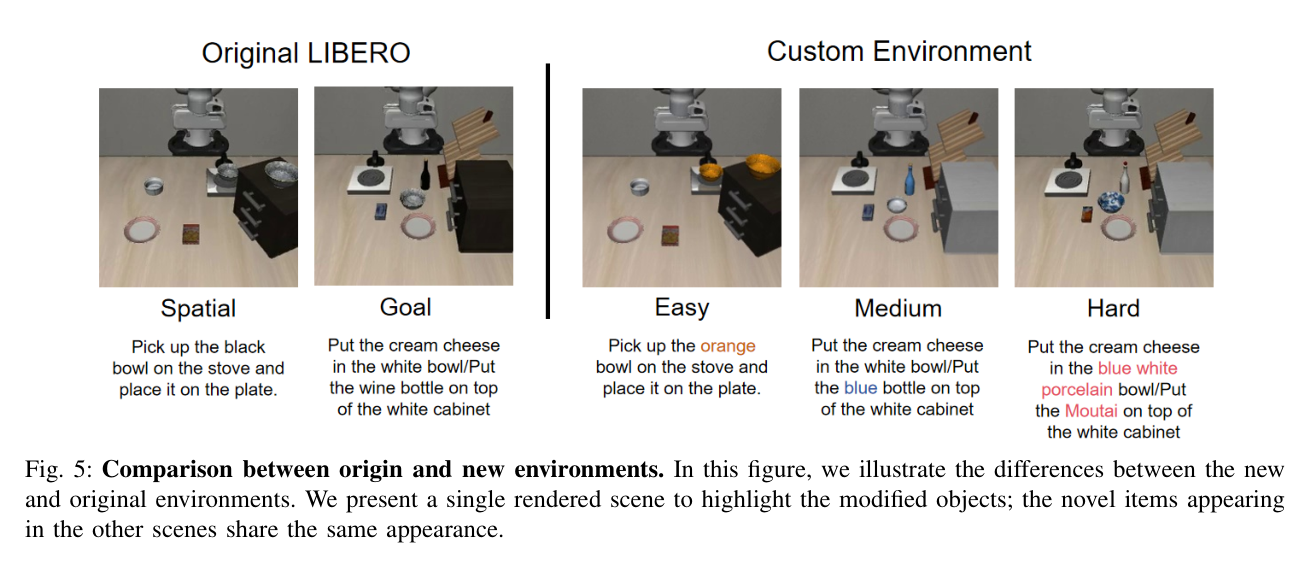 Original LIBERO
Custom Environment
Spatial
Goal
Easy
Medium
Hard
Pick up the black
bowl on the stove and
place it on the plate.
Put the cream cheese
in the white bowl/Put
the wine bottle on top
of the white cabinet
Pick up the orange
bowl on the stove and
place it on the plate.
Put the cream cheese
in the white bowl/Put
the blue bottle on top
of the white cabinet
Put the cream cheese
in the blue white
porcelain bowl/Put
the Moutai on top of
the white cabinet
Fig. 5: Comparison between origin and new environments. In this figure, we illustrate the differences between the new
and original environments. We present a single rendered scene to highlight the modified objects; the novel items appearing
in the other scenes share the same appearance.